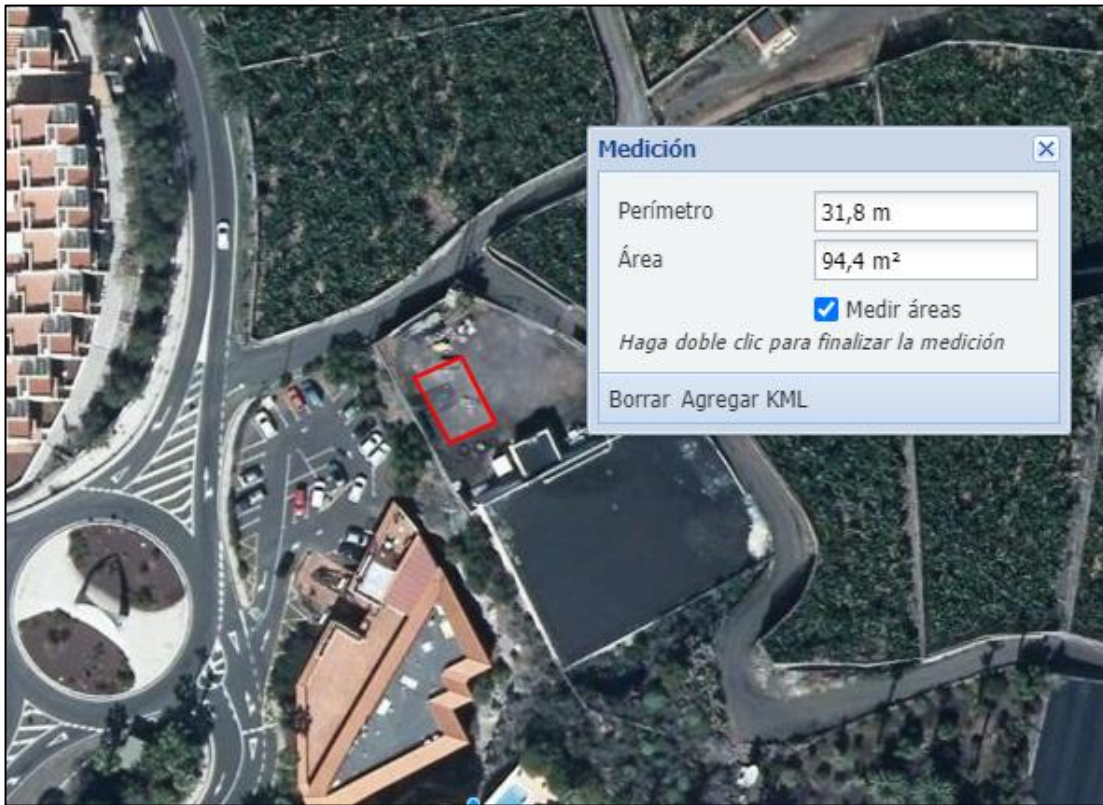 Medición
Perímetro 31,8 m
Área 94,4 m²
Medir áreas
Haga doble clic para finalizar la medición
Borrar Agregar KML